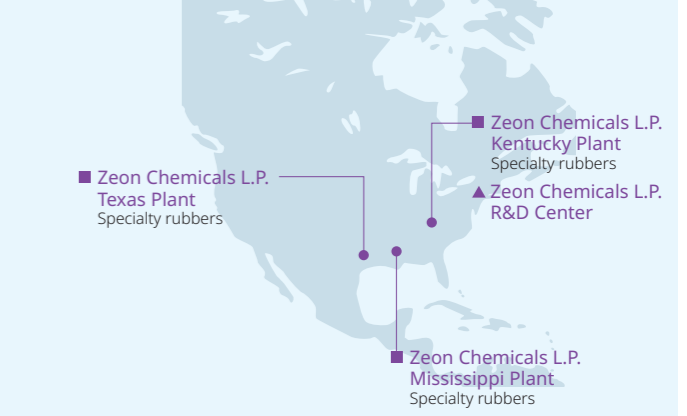 Zeon Chemicals L.P.
Kentucky Plant
Specialty rubbers
Zeon Chemicals L.P.
R&D Center
Zeon Chemicals L.P.
Texas Plant
Specialty rubbers
Zeon Chemicals L.P.
Mississippi Plant
Specialty rubbers